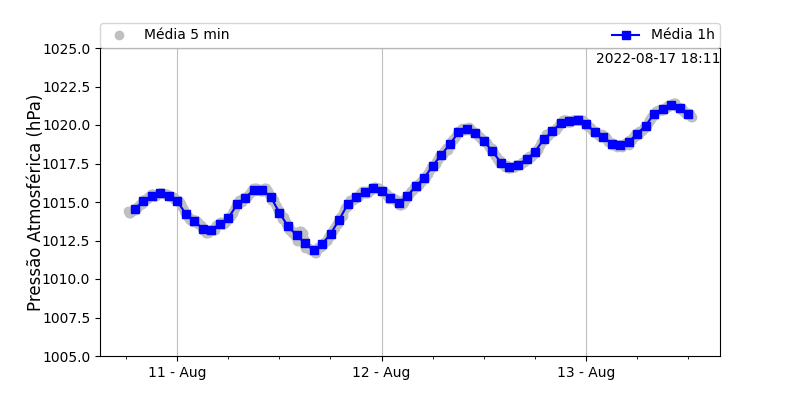 Média 5 min
Média 1h
2022-08-17 18:11
Pressão Atmosférica (hPa)
1025.0
1022.5
1020.0
1017.5
1015.0
1012.5
1010.0
1007.5
1005.0
11 - Aug
12 - Aug
13 - Aug